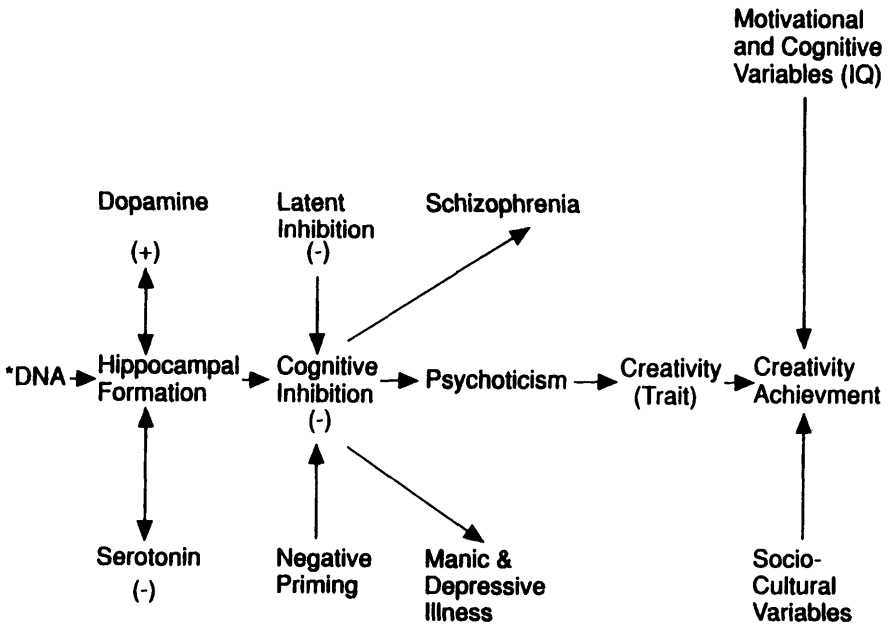 Motivational
and Cognitive
Variables (IQ)
Dopamine
(+)
Latent
Inhibition
(-)
Schizophrenia
*DNA
Hippocampal
Formation
Cognitive
Inhibition
(-)
Psychoticism
Creativity
(Trait)
Creativity
Achievment
Serotonin
(-)
Negative
Priming
Manic &
Depressive
Illness
Socio-
Cultural
Variables